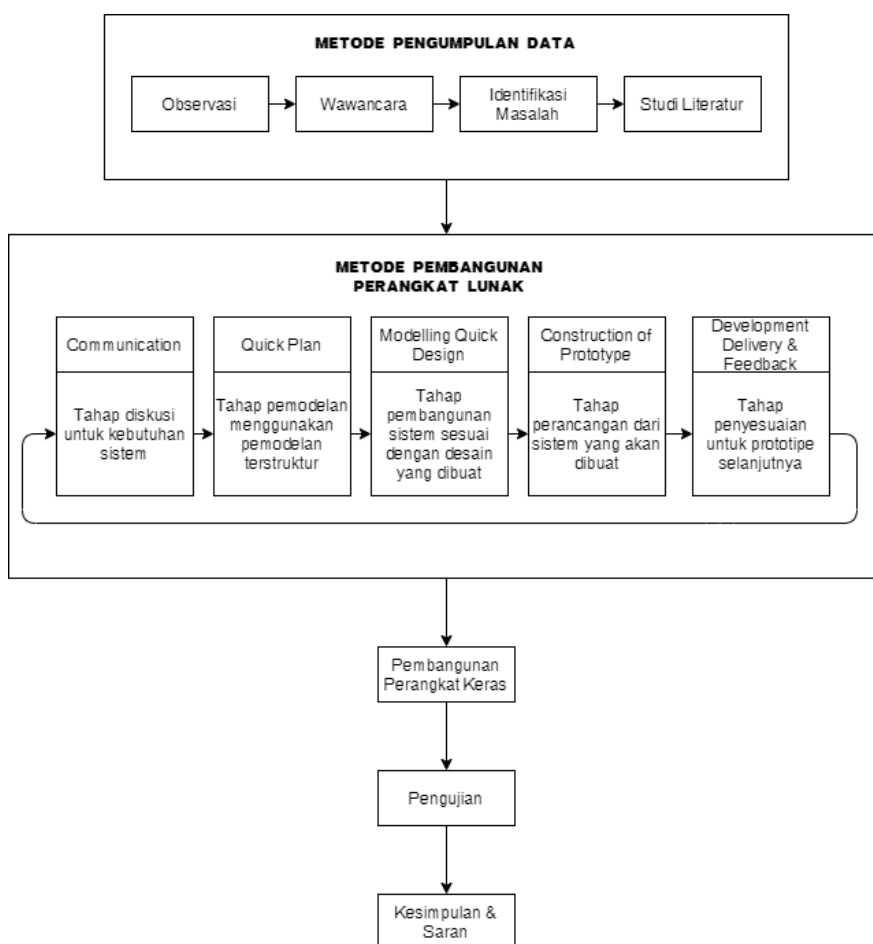 METODE PENGUMPULAN DATA
Observasi
Wawancara
Identifikasi
Masalah
Studi Literatur
METODE PEMBANGUNAN
PERANGKAT LUNAK
Communication
Tahap diskusi
untuk kebutuhan
sistem
Quick Plan
Tahap pemodelan
menggunakan
pemodelan
terstruktur
Modelling Quick
Design
Tahap
pembangunan
sistem sesuai
dengan desain
yang dibuat
Construction of
Prototype
Tahap
perancangan dari
sistem yang akan
dibuat
Development
Delivery &
Feedback
Tahap
penyesuaian
untuk prototipe
selanjutnya
Pembangunan
Perangkat Keras
Pengujian
Kesimpulan &
Saran